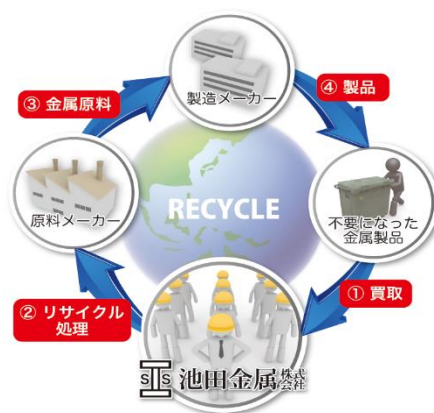 製造メーカー
③ 金属原料
④ 製品
RECYCLE
原料メーカー
不要になった
金属製品
① 買取
② リサイクル
処理
SIS 池田金属株式会社